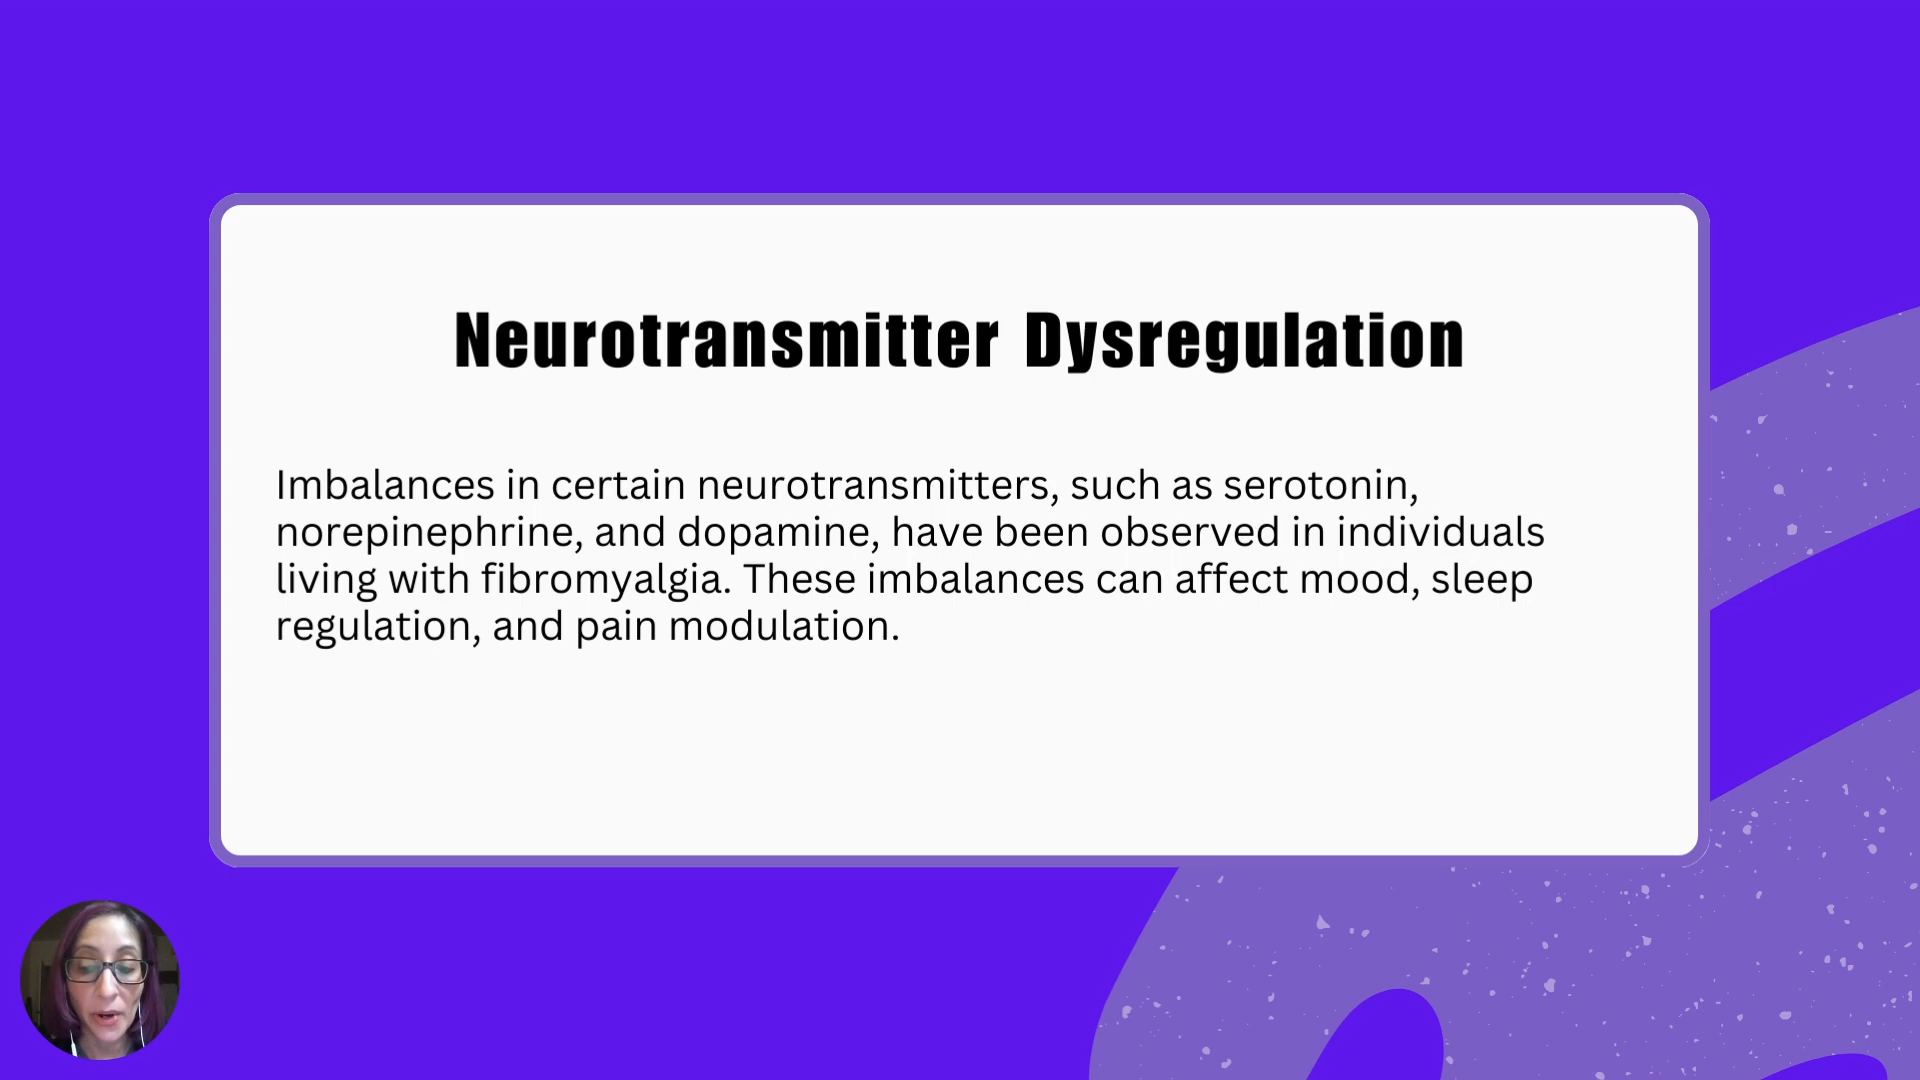 Neurotransmitter Dysregulation
Imbalances in certain neurotransmitters, such as serotonin,
norepinephrine, and dopamine, have been observed in individuals
living with fibromyalgia. These imbalances can affect mood, sleep
regulation, and pain modulation.